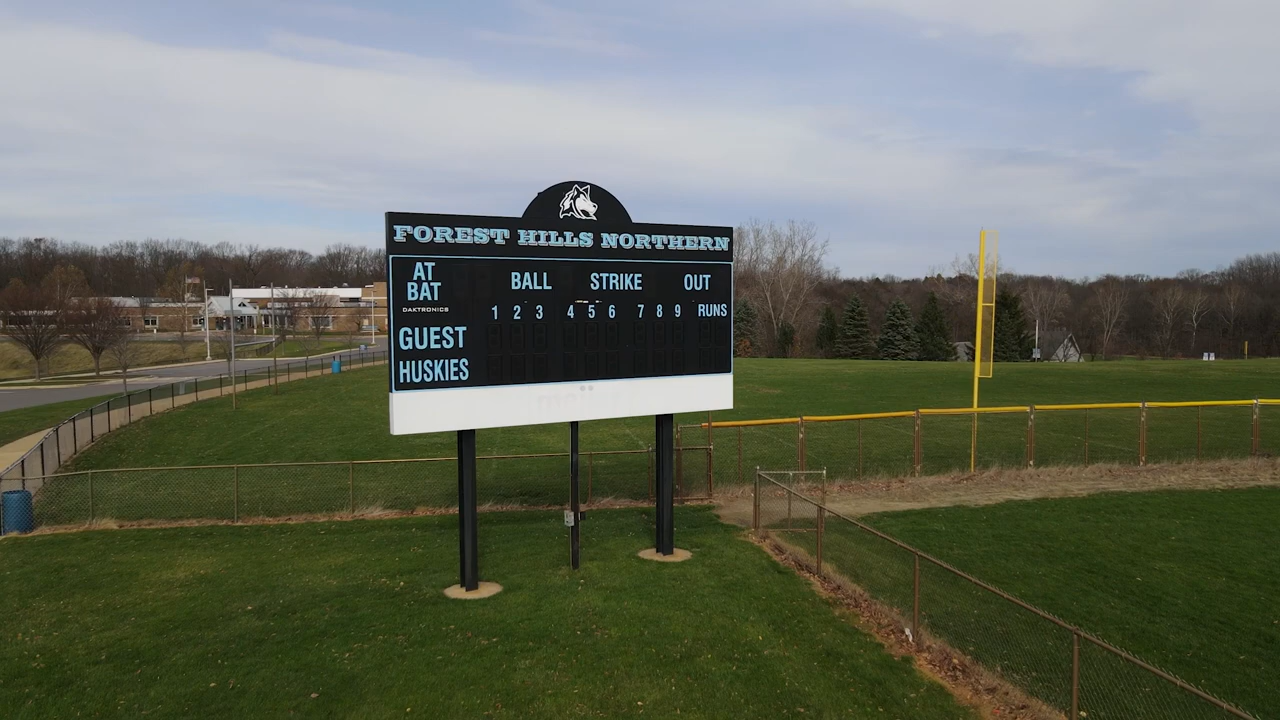 FOREST HILLS NORTHERN
AT BAT
BALL STRIKE OUT
DAKTRONICS
1 2 3 4 5 6 7 8 9 RUNS
GUEST
HUSKIES